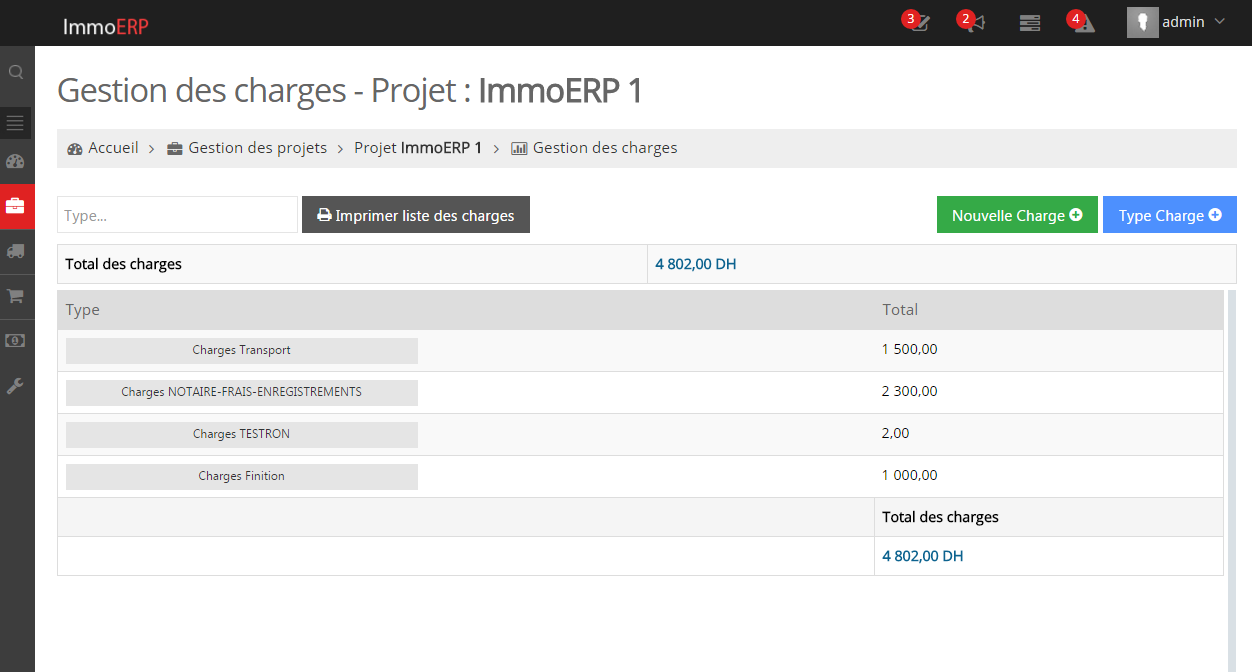 ImmoERP
3
2
4
admin
Gestion des charges - Projet : ImmoERP 1
Accueil > Gestion des projets > Projet ImmoERP 1 > Gestion des charges
Type...
Imprimer liste des charges
Nouvelle Charge
Type Charge
Total des charges 4 802,00 DH
Type Total
Charges Transport 1 500,00
Charges NOTAIRE-FRAIS-ENREGISTREMENTS 2 300,00
Charges TESTRON 2,00
Charges Finition 1 000,00
Total des charges
4 802,00 DH